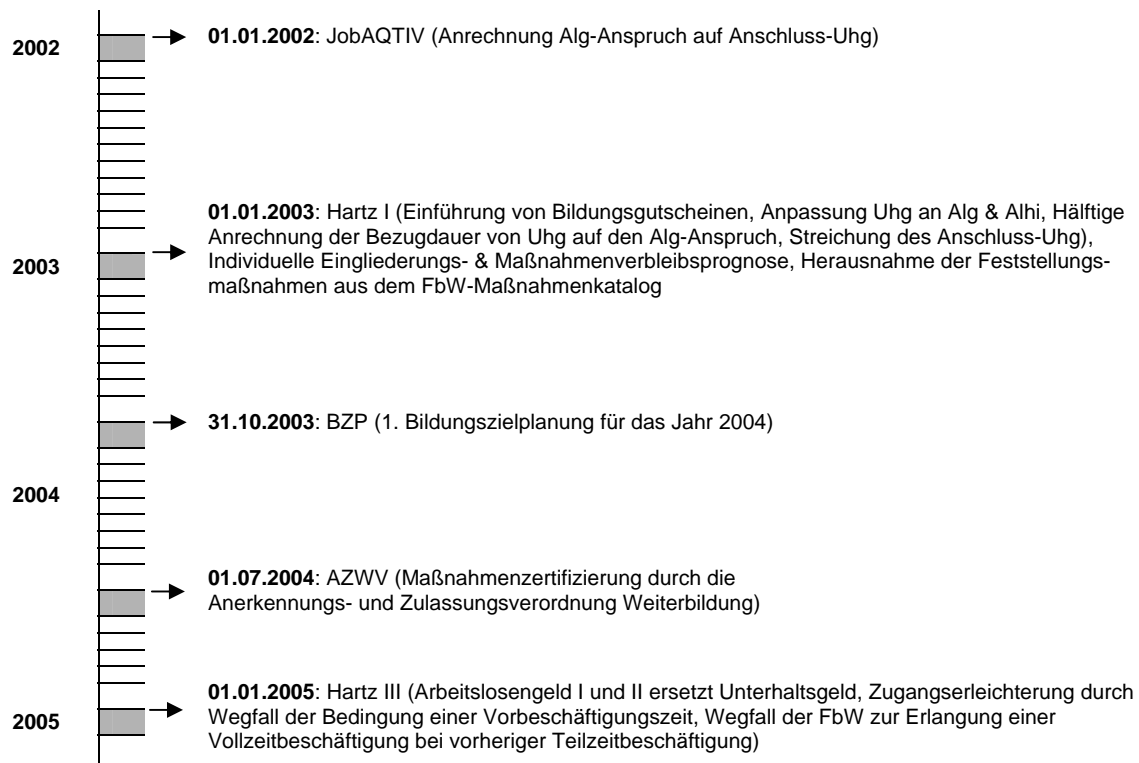 2002
01.01.2002: JobAQTIV (Anrechnung Alg-Anspruch auf Anschluss-Uhg)
01.01.2003: Hartz I (Einführung von Bildungsgutscheinen, Anpassung Uhg an Alg & Alhi, Hälftige
Anrechnung der Bezugdauer von Uhg auf den Alg-Anspruch, Streichung des Anschluss-Uhg),
2003
Individuelle Eingliederungs- & Maßnahmenverbleibsprognose, Herausnahme der Feststellungs-
maßnahmen aus dem FbW-Maßnahmenkatalog
31.10.2003: BZP (1. Bildungszielplanung für das Jahr 2004)
2004
01.07.2004: AZWV (Maßnahmenzertifizierung durch die
Anerkennungs- und Zulassungsverordnung Weiterbildung)
01.01.2005: Hartz III (Arbeitslosengeld I und II ersetzt Unterhaltsgeld, Zugangserleichterung durch
2005
Wegfall der Bedingung einer Vorbeschäftigungszeit, Wegfall der FbW zur Erlangung einer
Vollzeitbeschäftigung bei vorheriger Teilzeitbeschäftigung)